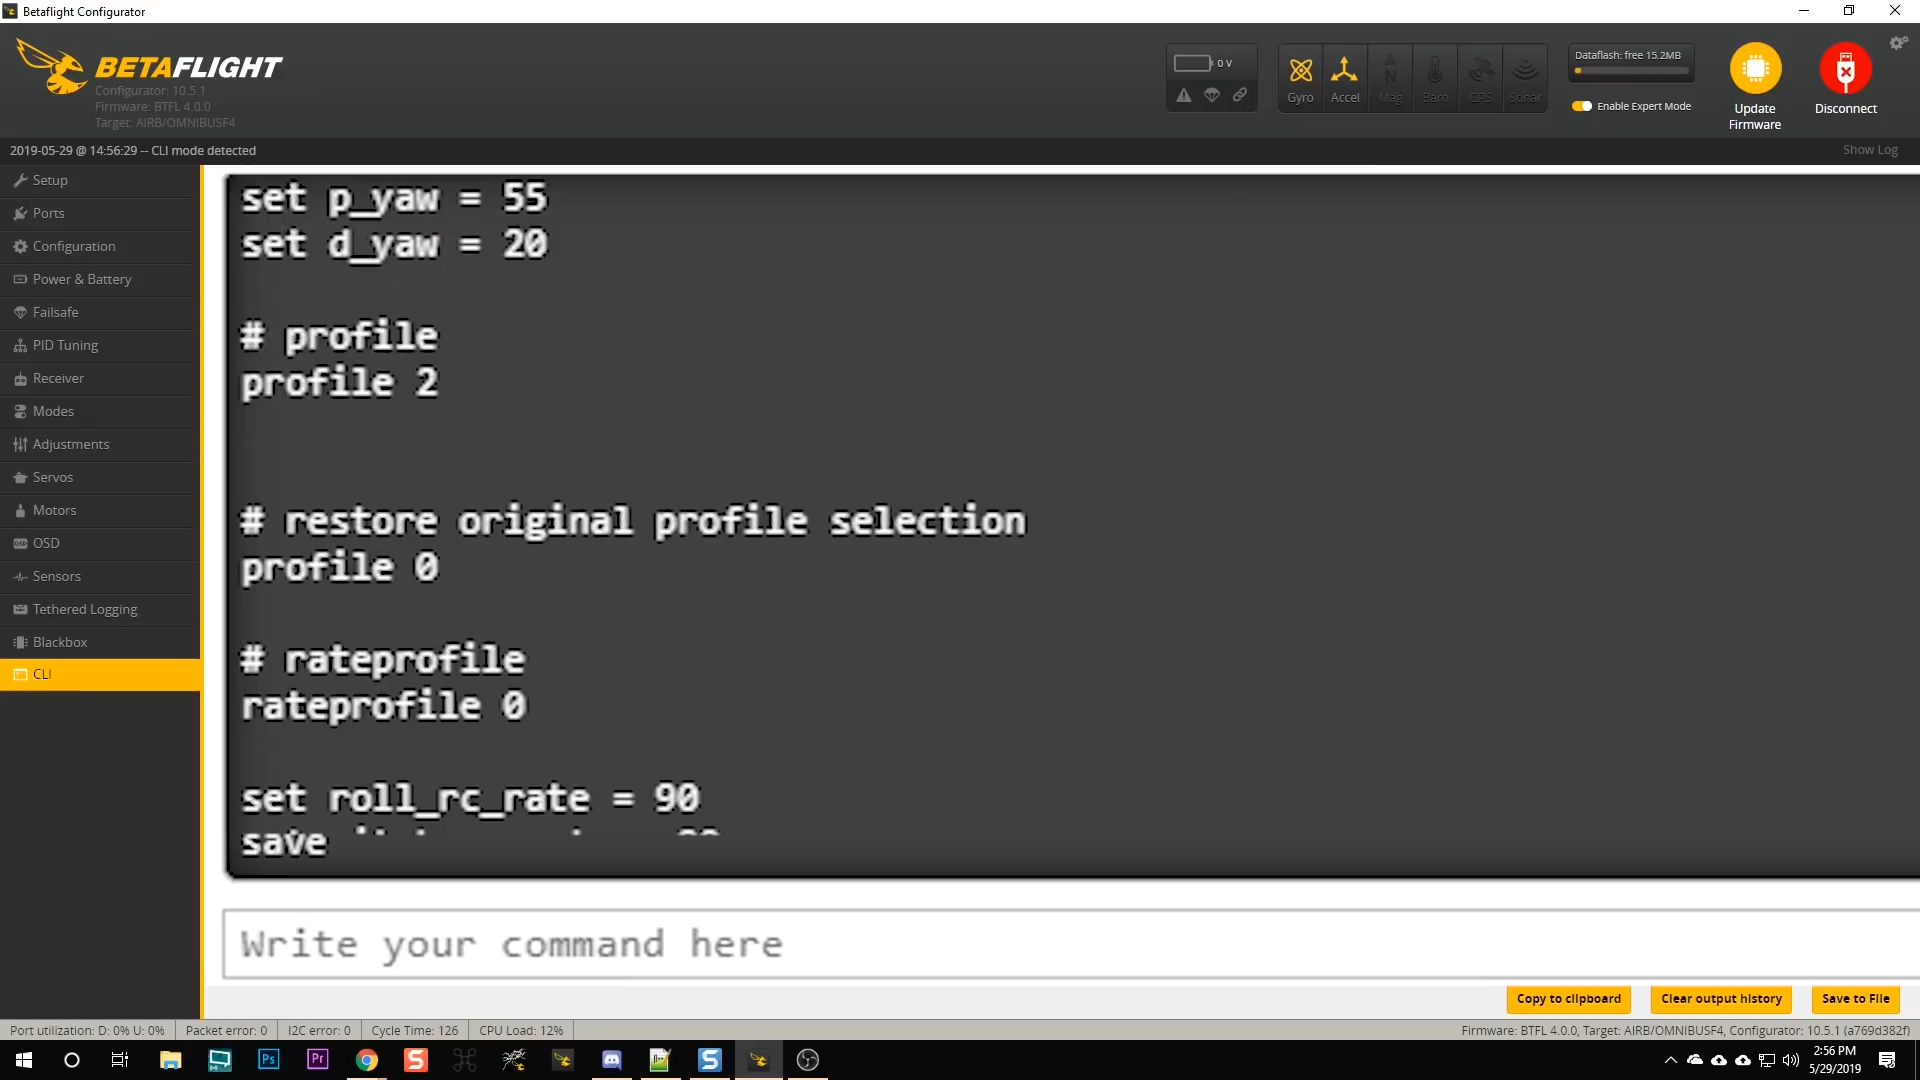 Betaflight Configurator
BETAFLIGHT
Configurator: 10.5.1
Firmware: BTFL 4.0.0
Target: AIRB/OMNIBUSF4
0 V
Gyro
Accel
Mag
Baro
GPS
Sonar
Dataflash: free 15.2MB
Enable Expert Mode
Update
Firmware
Disconnect
2019-05-29 @ 14:56:29 -- CLI mode detected
Show Log
Setup
Ports
Configuration
Power & Battery
Failsafe
PID Tuning
Receiver
Modes
Adjustments
Servos
Motors
OSD
Sensors
Tethered Logging
Blackbox
CLI
set p_yaw = 55
set d_yaw = 20
# profile
profile 2
# restore original profile selection
profile 0
# rateprofile
rateprofile 0
set roll_rc_rate = 90
save
Write your command here
Copy to clipboard
Clear output history
Save to File
Port utilization: D: 0% U: 0%
Packet error: 0
I2C error: 0
Cycle Time: 126
CPU Load: 12%
Firmware: BTFL 4.0.0, Target: AIRB/OMNIBUSF4, Configurator: 10.5.1 (a769d382f)
Ps
Pr
S
S
2:56 PM
5/29/2019